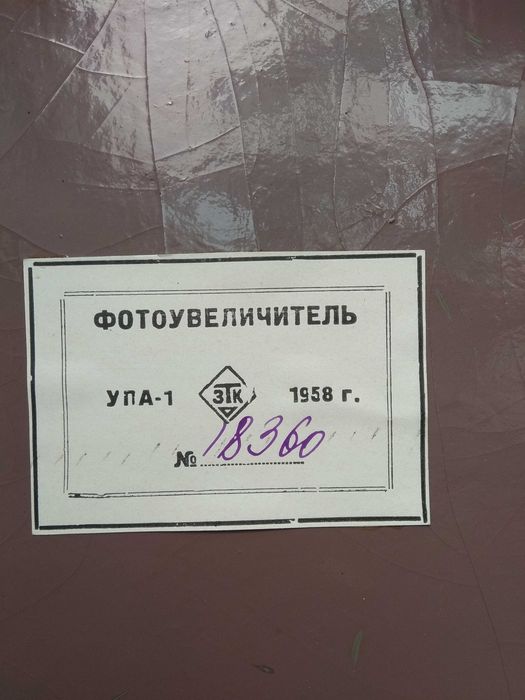 ФОТОУВЕЛИЧИТЕЛЬ
УПА-1 ЗТК 1958 г.
№ 18360